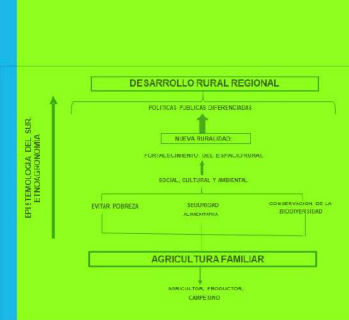 DESARROLLO RURAL REGIONAL
POLITICAS PUBLICAS DIFERENCIADAS
NUEVA RURALIDAD:
FORTALECIMIENTO DEL ESPACIO RURAL
SOCIAL, CULTURAL Y AMBIENTAL
EVITAR POBREZA
SEGURIDAD
ALIMENTARIA
CONSERVACION DE LA
BIODIVERSIDAD
AGRICULTURA FAMILIAR
AGRICULTOR, PRODUCTOR,
CAMPESINO
EPISTEMOLOGIA DEL SUR;
ETNOAGRONOMIA